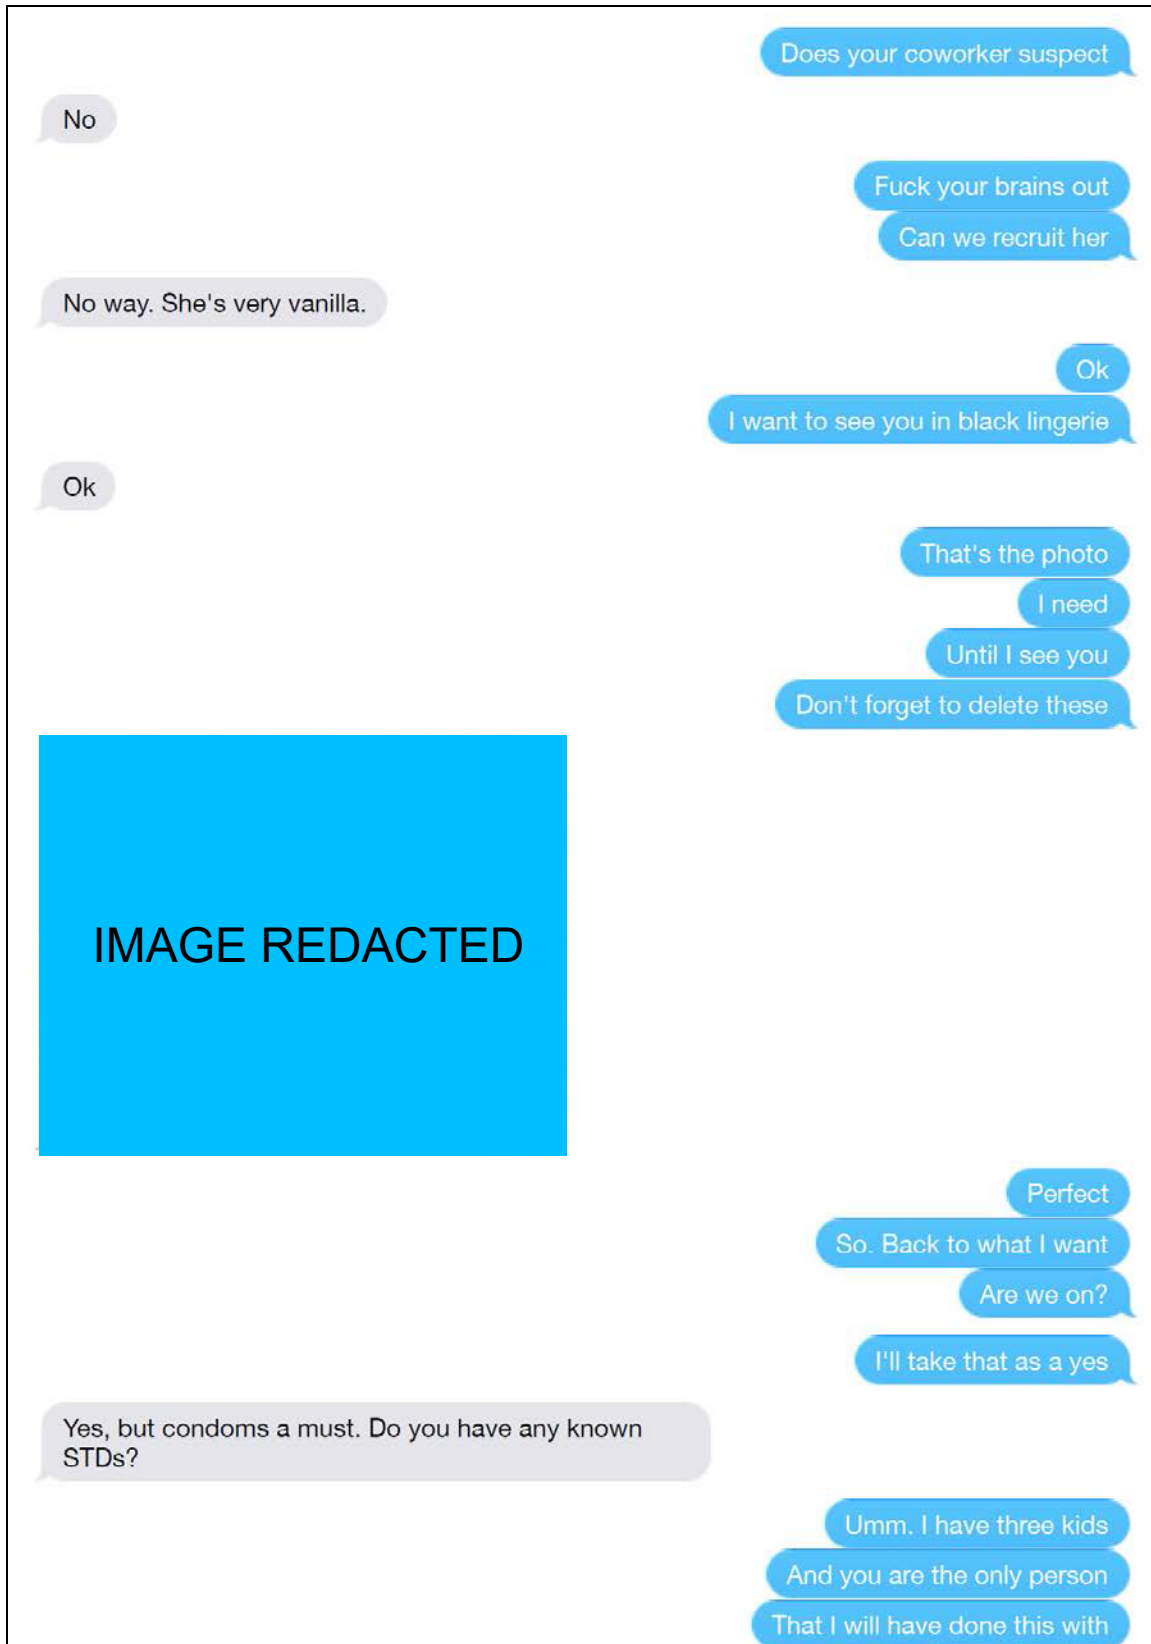 Does your coworker suspect
No
Fuck your brains out
Can we recruit her
No way. She's very vanilla.
Ok
I want to see you in black lingerie
Ok
That's the photo
I need
Until I see you
Don't forget to delete these
IMAGE REDACTED
Perfect
So. Back to what I want
Are we on?
I'll take that as a yes
Yes, but condoms a must. Do you have any known
STDs?
Umm. I have three kids
And you are the only person
That I will have done this with